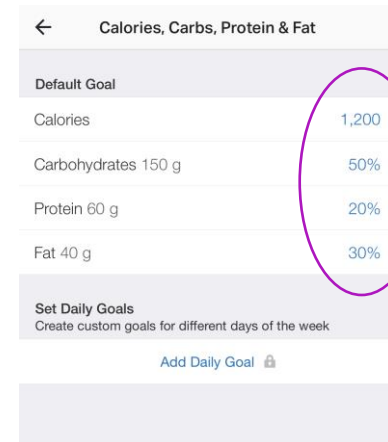 Calories, Carbs, Protein & Fat
Default Goal
Calories 1,200
Carbohydrates 150 g 50%
Protein 60 g 20%
Fat 40 g 30%
Set Daily Goals
Create custom goals for different days of the week
Add Daily Goal